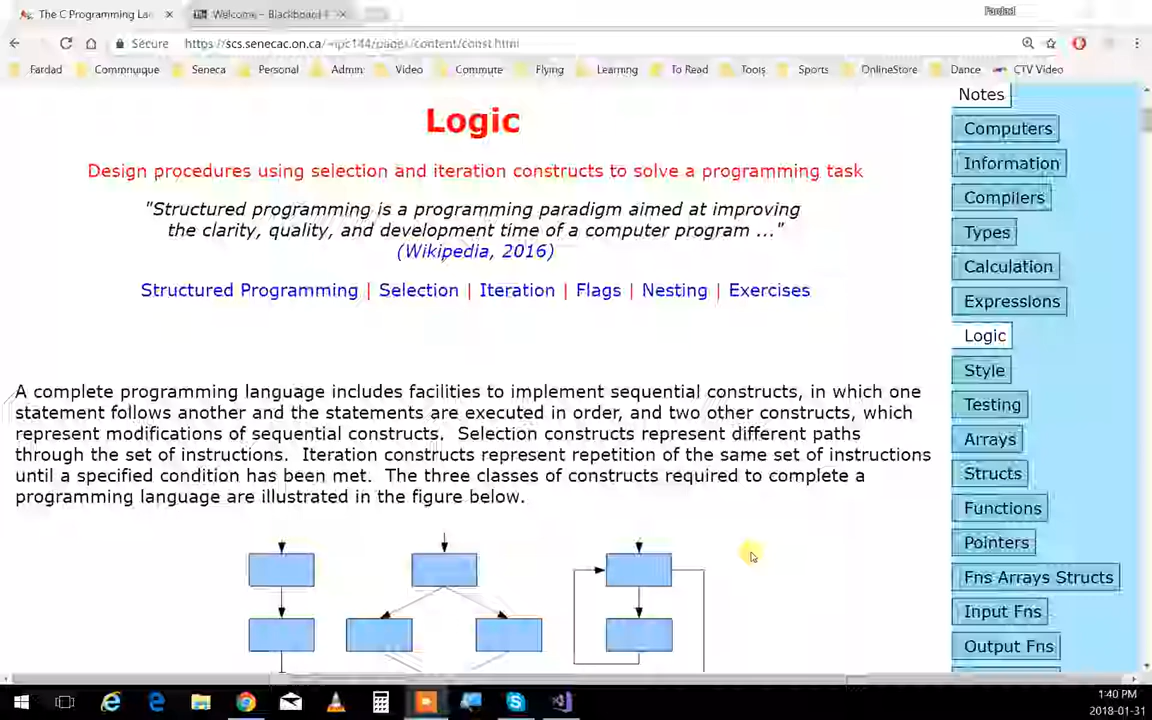 The C Programming La
Welcome – Blackboard
Fardad
Secure
https://scs.senecac.on.ca/~ipc144/pages/content/const.html
Fardad
Communique
Seneca
Personal
Admin
Video
Commute
Flying
Learning
To Read
Tools
Sports
OnlineStore
Dance
CTV Video
Logic
Design procedures using selection and iteration constructs to solve a programming task
"Structured programming is a programming paradigm aimed at improving
the clarity, quality, and development time of a computer program ..."
(Wikipedia, 2016)
Structured Programming | Selection | Iteration | Flags | Nesting | Exercises
A complete programming language includes facilities to implement sequential constructs, in which one
statement follows another and the statements are executed in order, and two other constructs, which
represent modifications of sequential constructs.  Selection constructs represent different paths
through the set of instructions.  Iteration constructs represent repetition of the same set of instructions
until a specified condition has been met.  The three classes of constructs required to complete a
programming language are illustrated in the figure below.
Notes
Computers
Information
Compilers
Types
Calculation
Expressions
Logic
Style
Testing
Arrays
Structs
Functions
Pointers
Fns Arrays Structs
Input Fns
Output Fns
1:40 PM
2018-01-31